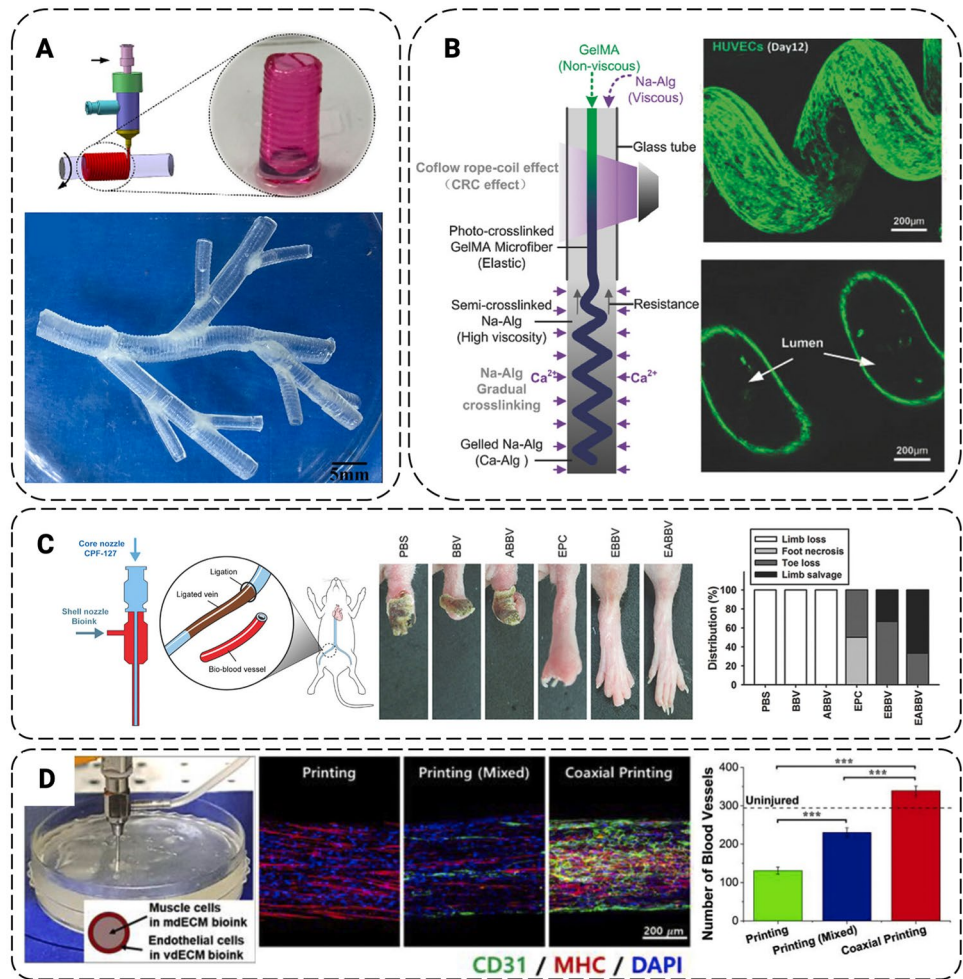 A
5mm
B
GelMA
(Non-viscous)
Na-Alg
(Viscous)
Glass tube
Coflow rope-coil effect
（CRC effect）
Photo-crosslinked
GelMA Microfiber
(Elastic)
Semi-crosslinked
Na-Alg
(High viscosity)
Resistance
Na-Alg
Gradual
crosslinking
Ca2+
Ca2+
Gelled Na-Alg
(Ca-Alg )
HUVECs (Day12)
200μm
Lumen
200μm
C
Core nozzle
CPF-127
Shell nozzle
Bioink
Ligation
Ligated vein
Bio-blood vessel
PBS
BBV
ABBV
EPC
EBBV
EABBV
Limb loss
Foot necrosis
Toe loss
Limb salvage
Distribution (%)
100
80
60
40
20
0
PBS
BBV
ABBV
EPC
EBBV
EABBV
D
Muscle cells
in mdECM bioink
Endothelial cells
in vdECM bioink
Printing
Printing (Mixed)
Coaxial Printing
200 μm
CD31 / MHC / DAPI
Number of Blood Vessels
400
300
200
100
0
Uninjured
***
***
***
Printing
Printing (Mixed)
Coaxial Printing